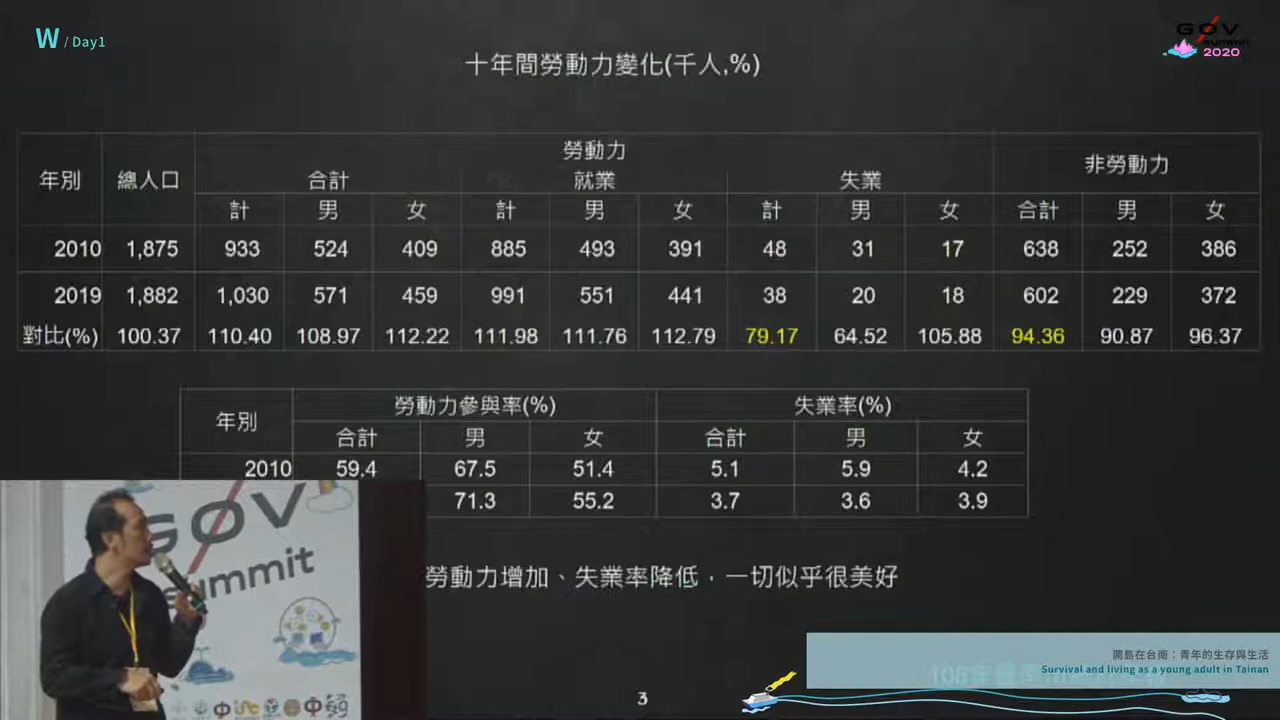 W / Day1
GØV
summit
2020
十年間勞動力變化(千人,%)
年別 總人口 勞動力 非勞動力
合計 就業 失業
計 男 女 計 男 女 計 男 女 合計 男 女
2010 1,875 933 524 409 885 493 391 48 31 17 638 252 386
2019 1,882 1,030 571 459 991 551 441 38 20 18 602 229 372
對比(%) 100.37 110.40 108.97 112.22 111.98 111.76 112.79 79.17 64.52 105.88 94.36 90.87 96.37
年別 勞動力參與率(%) 失業率(%)
合計 男 女 合計 男 女
2010 59.4 67.5 51.4 5.1 5.9 4.2
71.3 55.2 3.7 3.6 3.9
GØV
summit
勞動力增加、失業率降低，一切似乎很美好
開島在台南：青年的生存與生活
Survival and living as a young adult in Tainan
3